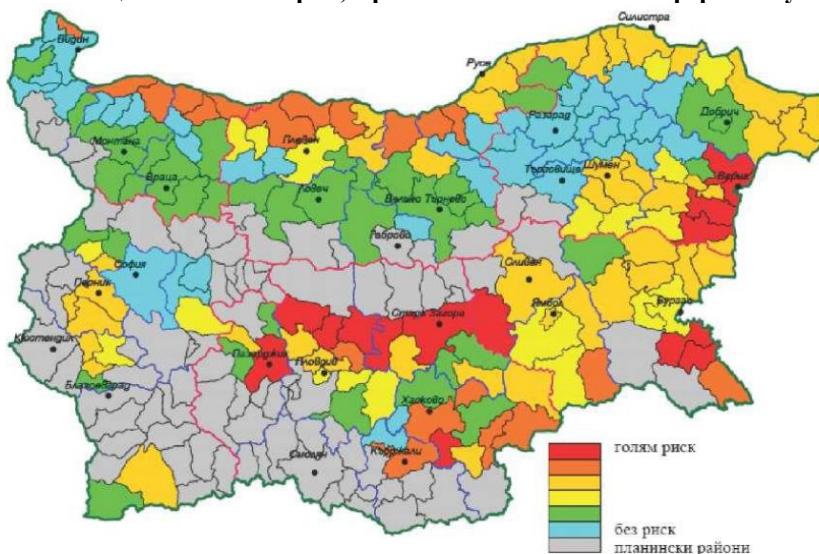 Силистра
Видин
Русе
Разград
Добрич
Монтана
Плевен
Шумен
Варна
Враца
Търговище
Ловеч
Велико Търново
Габрово
София
Сливен
Перник
Ямбол
Бургас
Стара Загора
Кюстендил
Пазарджик
Пловдив
Благоевград
Хасково
Смолян
Кърджали
голям риск
без риск
планински райони